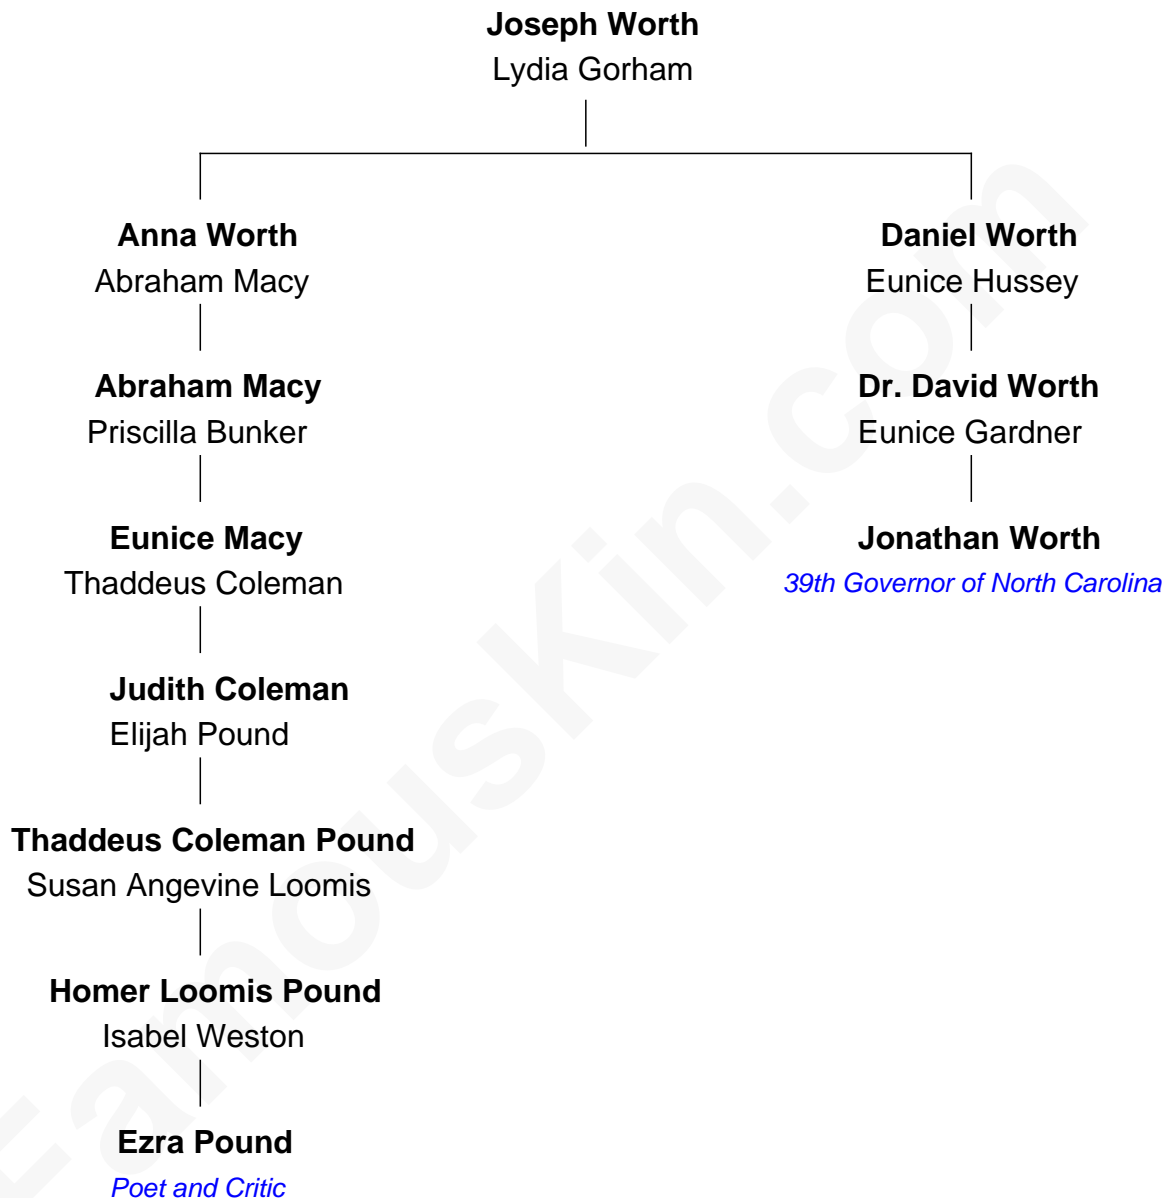 Joseph Worth
Lydia Gorham
Anna Worth
Abraham Macy
Daniel Worth
Eunice Hussey
Abraham Macy
Priscilla Bunker
Dr. David Worth
Eunice Gardner
Eunice Macy
Thaddeus Coleman
Jonathan Worth
39th Governor of North Carolina
Judith Coleman
Elijah Pound
Thaddeus Coleman Pound
Susan Angevine Loomis
Homer Loomis Pound
Isabel Weston
Ezra Pound
Poet and Critic
FamousKin.com